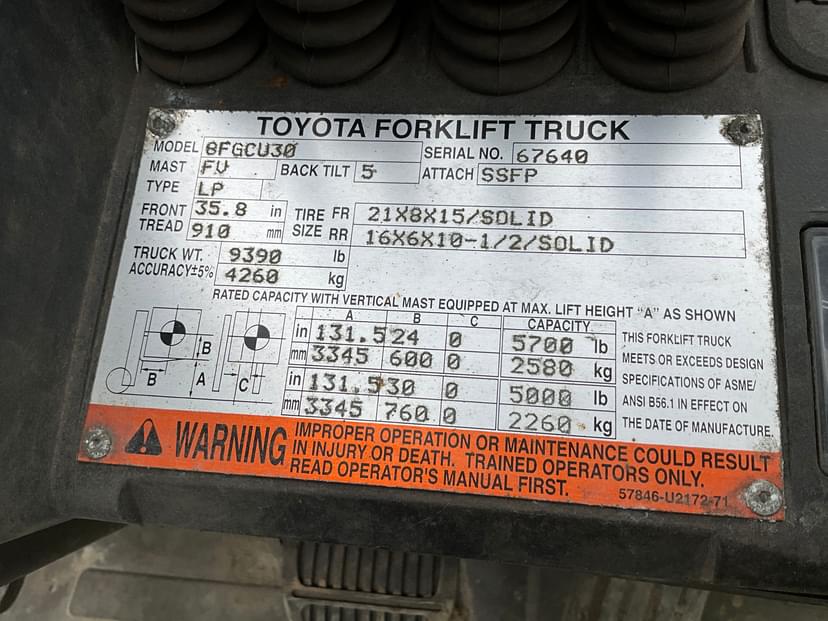 TOYOTA FORKLIFT TRUCK
MODEL 8FGCU30 SERIAL NO. 67640
MAST FV BACK TILT 5 ATTACH SSFP
TYPE LP
FRONT TREAD 35.8 in TIRE SIZE FR 21X8X15/SOLID
910 mm RR 16X6X10-1/2/SOLID
TRUCK WT. 9390 lb
ACCURACY±5% 4260 kg
RATED CAPACITY WITH VERTICAL MAST EQUIPPED AT MAX. LIFT HEIGHT "A" AS SHOWN
A B C CAPACITY
in 131.5 24 0 5700 lb
mm 3345 600 0 2580 kg
in 131.5 30 0 5000 lb
mm 3345 760 0 2260 kg
B B A C
THIS FORKLIFT TRUCK
MEETS OR EXCEEDS DESIGN
SPECIFICATIONS OF ASME/
ANSI B56.1 IN EFFECT ON
THE DATE OF MANUFACTURE.
WARNING
IMPROPER OPERATION OR MAINTENANCE COULD RESULT
IN INJURY OR DEATH. TRAINED OPERATORS ONLY.
READ OPERATOR'S MANUAL FIRST.
57846-U2172-71